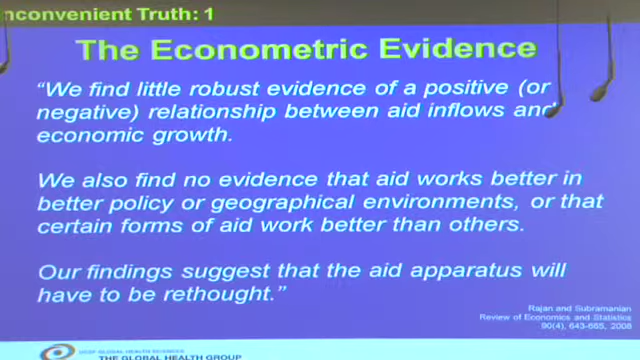 nconvenient Truth: 1
The Econometric Evidence
"We find little robust evidence of a positive (or
negative) relationship between aid inflows and
economic growth.
We also find no evidence that aid works better in
better policy or geographical environments, or that
certain forms of aid work better than others.
Our findings suggest that the aid apparatus will
have to be rethought."
Rajan and Subramanian
Review of Economics and Statistics
90(4), 643-665, 2008
UCSF GLOBAL HEALTH SCIENCES
THE GLOBAL HEALTH GROUP